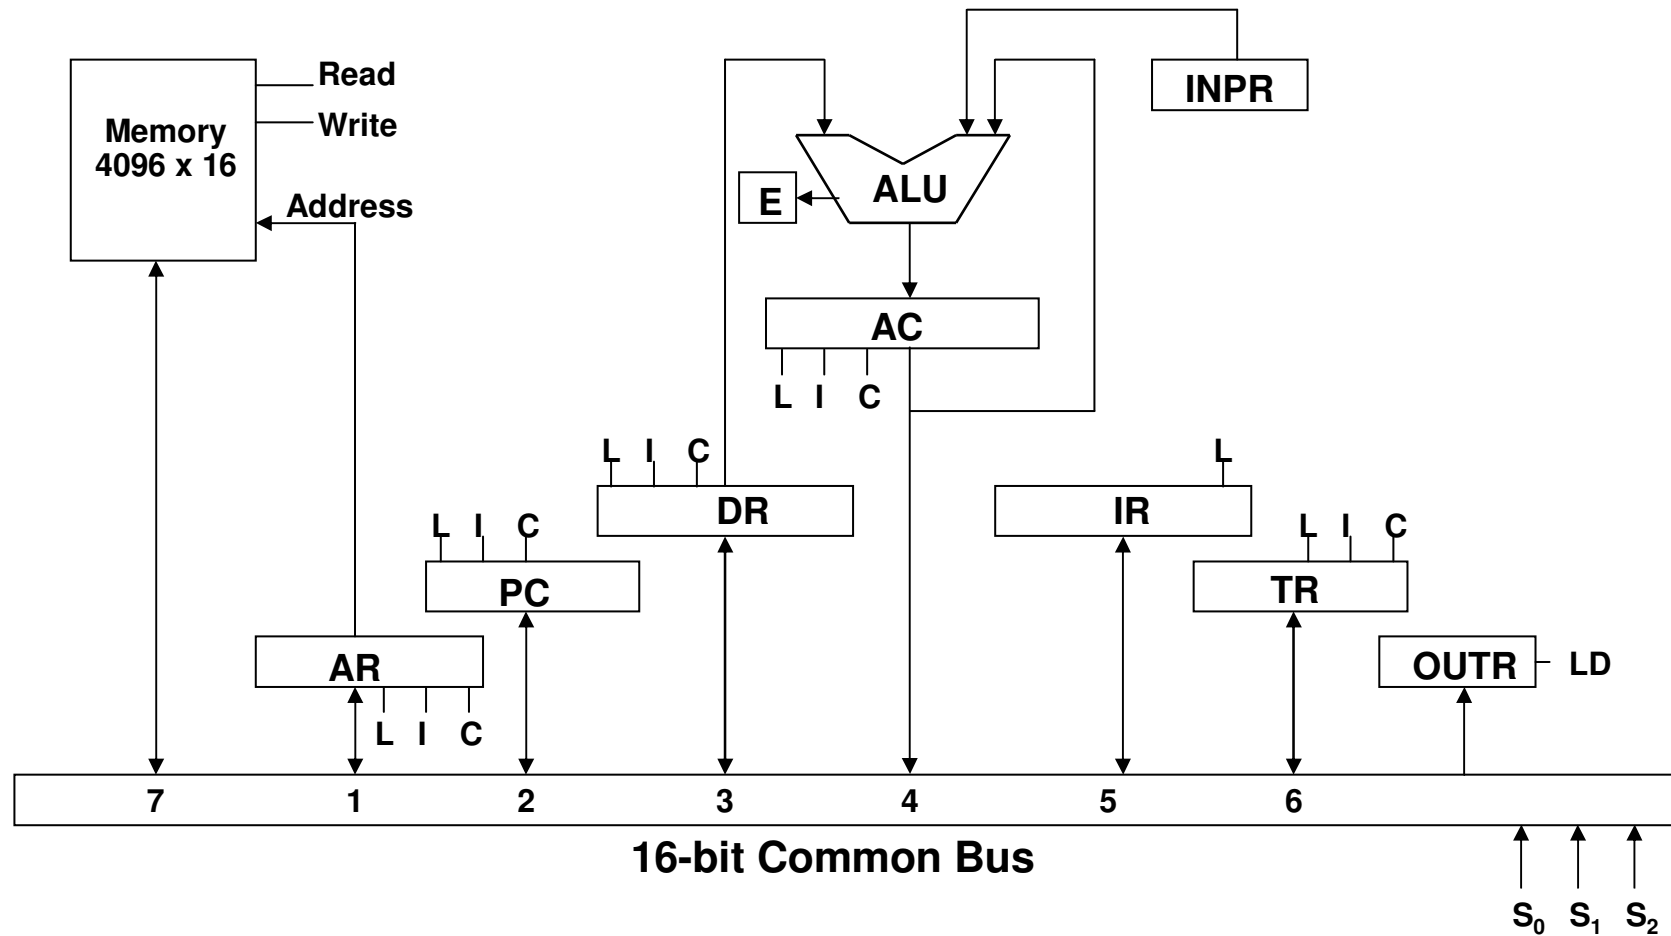 Read
Write
Memory
4096 x 16
Address
INPR
ALU
E
AC
L I C
L I C
DR
L
IR
L I C
PC
L I C
TR
AR
L I C
OUTR
LD
7 1 2 3 4 5 6
16-bit Common Bus
S0 S1 S2